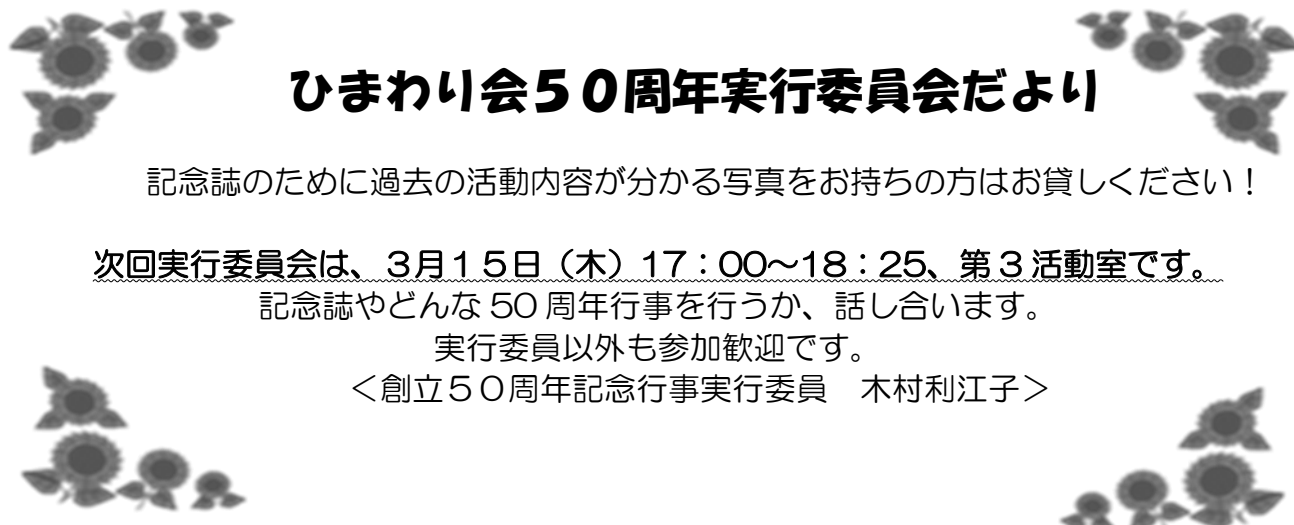 ひまわり会５０周年実行委員会だより
記念誌のために過去の活動内容が分かる写真をお持ちの方はお貸しください！
次回実行委員会は、３月１５日（木）17：00～18：25、第３活動室です。
記念誌やどんな 50 周年行事を行うか、話し合います。
実行委員以外も参加歓迎です。
＜創立５０周年記念行事実行委員　木村利江子＞